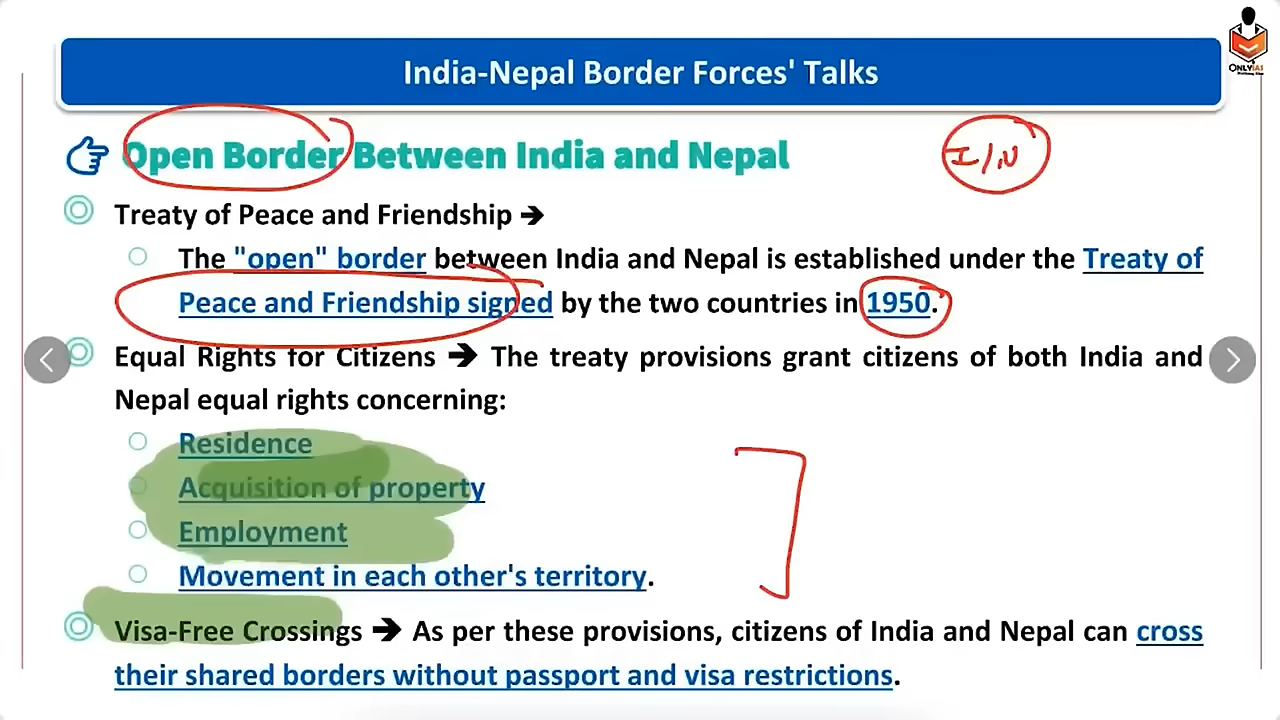 ONLYIAS
India-Nepal Border Forces' Talks
Open Border Between India and Nepal
I/N
Treaty of Peace and Friendship ➔
The "open" border between India and Nepal is established under the Treaty of
Peace and Friendship signed by the two countries in 1950.
Equal Rights for Citizens ➔ The treaty provisions grant citizens of both India and
Nepal equal rights concerning:
Residence
Acquisition of property
Employment
Movement in each other's territory.
Visa-Free Crossings ➔ As per these provisions, citizens of India and Nepal can cross
their shared borders without passport and visa restrictions.